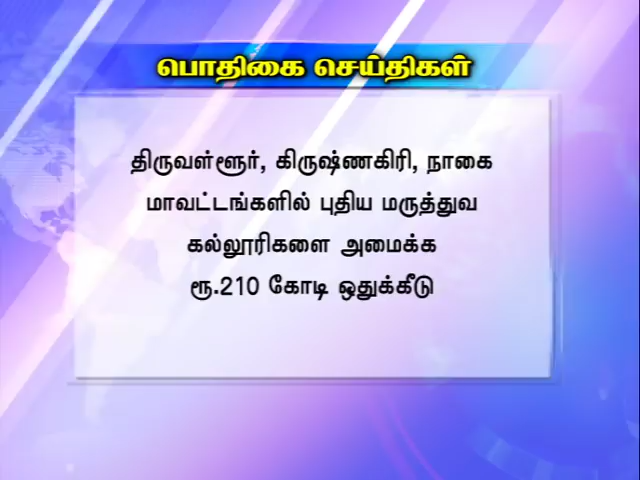 பொதிகை செய்திகள்
திருவள்ளூர், கிருஷ்ணகிரி, நாகை
மாவட்டங்களில் புதிய மருத்துவ
கல்லூரிகளை அமைக்க
ரூ.210 கோடி ஒதுக்கீடு